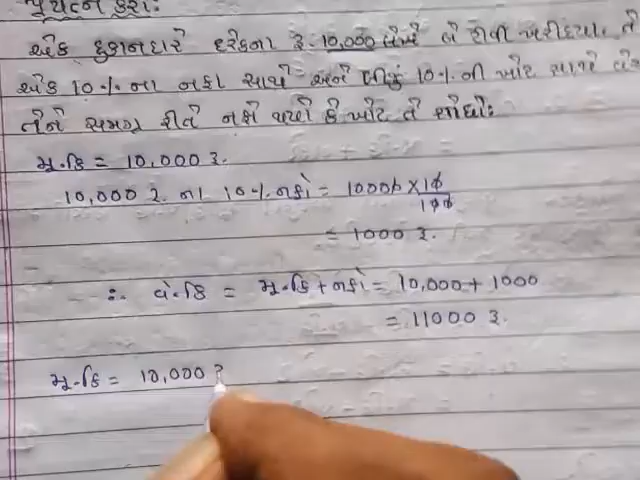 પ્રયત્ન કરો:
એક દુકાનદારે દરેકના રૂ. 10,000 લેખે બે ટીવી ખરીદ્યા. તે
એક 10% ના નફા સાથે અને બીજું 10% ની ખોટ સાથે વેચ
તેને સમગ્ર રીતે નફો થયો કે ખોટ તે શોધો:
મૂ.કિ = 10,000 રૂ.
10,000 રૂ. ના 10% નફો = 10000 × 10
100
= 1000 રૂ.
∴ વે.કિ = મૂ.કિ + નફો = 10,000 + 1000
= 11000 રૂ.
મૂ.કિ = 10,000 રૂ